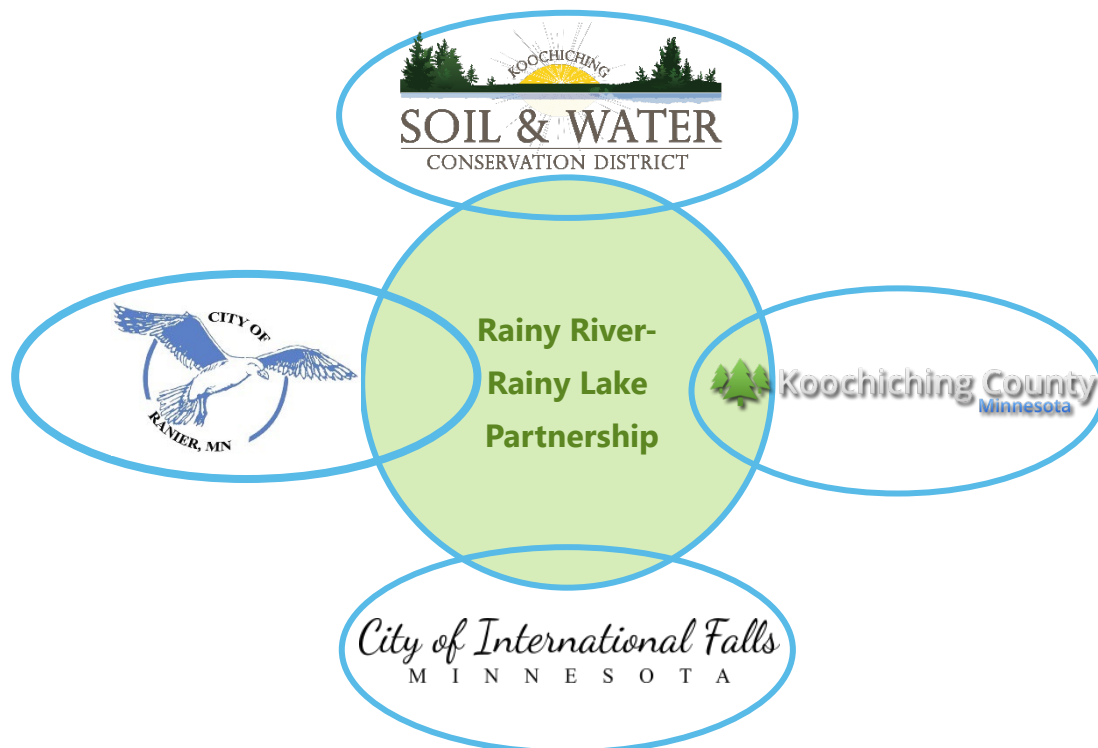 KOOCHICHING
SOIL & WATER
CONSERVATION DISTRICT
CITY OF
RANIER, MN
Rainy River-
Rainy Lake
Partnership
Koochiching County
Minnesota
City of International Falls
MINNESOTA